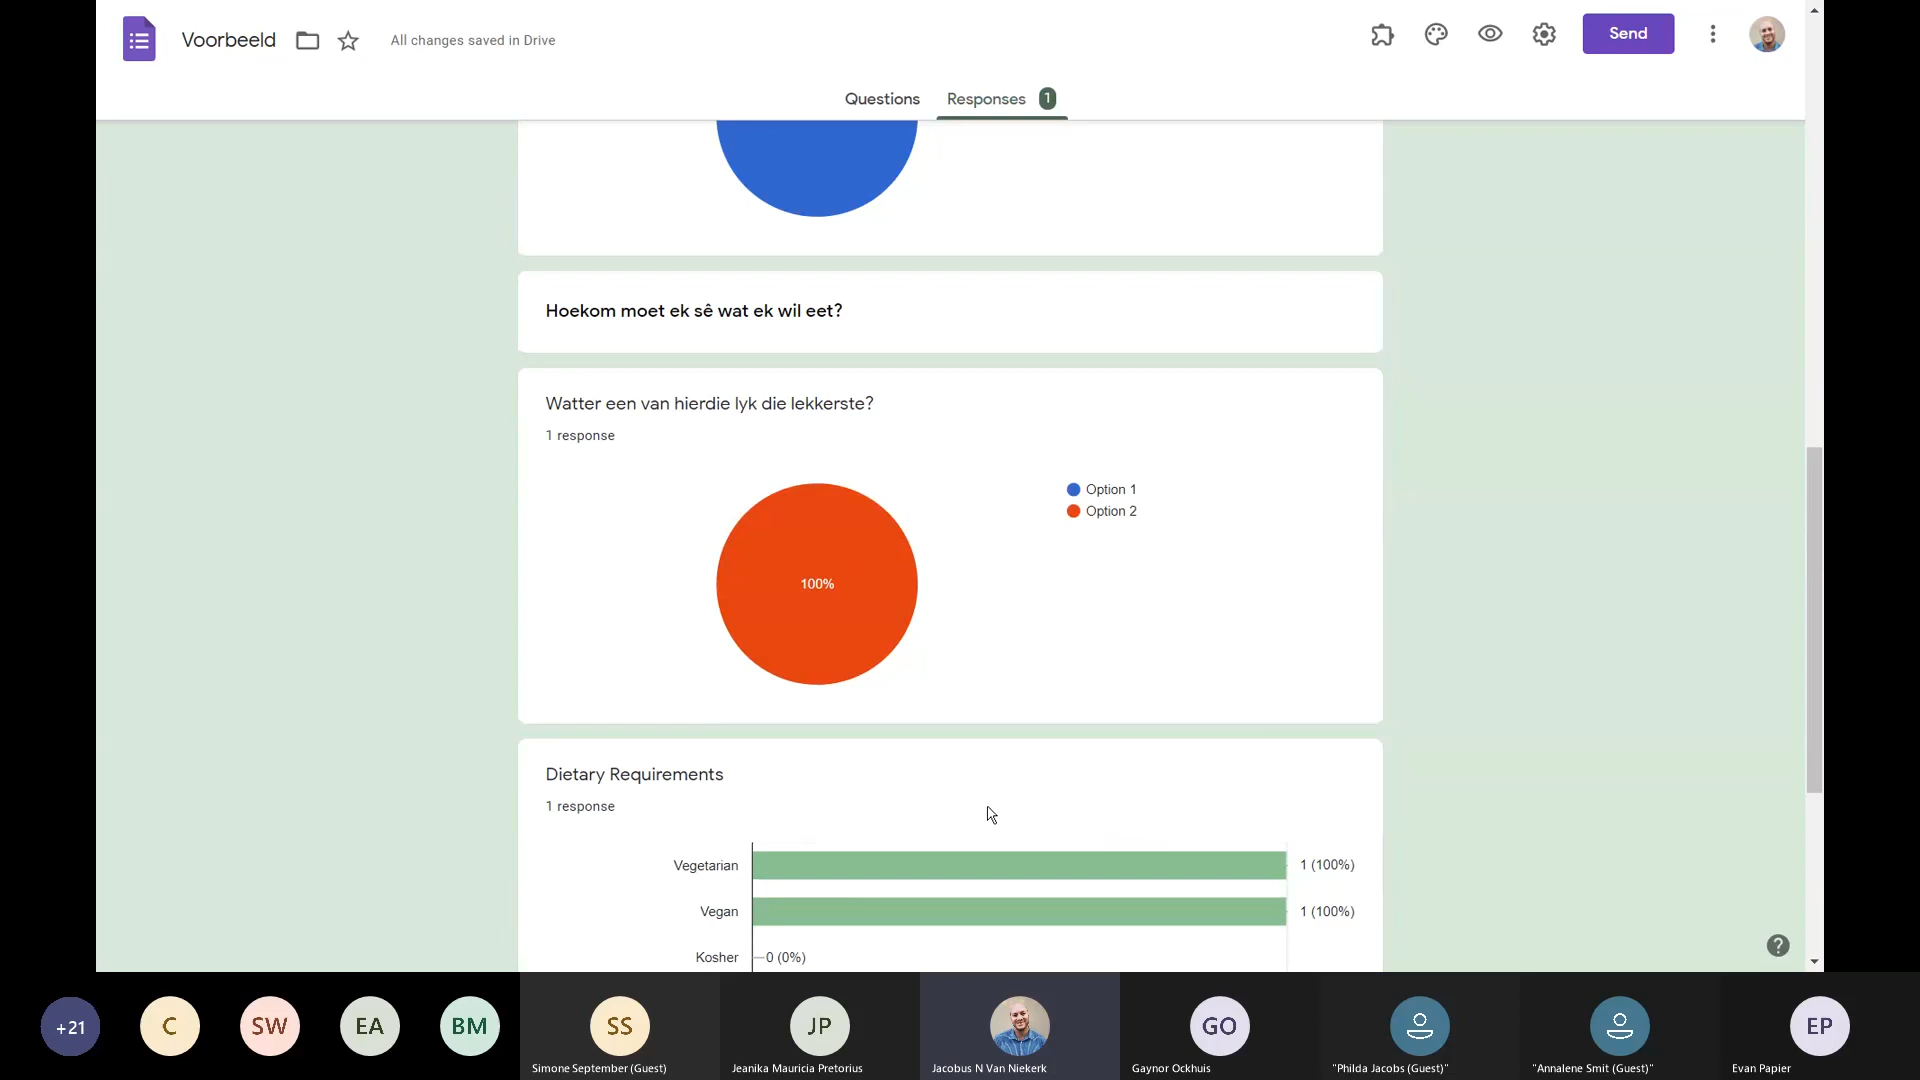 Voorbeeld
All changes saved in Drive
Send
Questions
Responses 1
Hoekom moet ek sê wat ek wil eet?
Watter een van hierdie lyk die lekkerste?
1 response
Option 1
Option 2
100%
Dietary Requirements
1 response
Vegetarian 1 (100%)
Vegan 1 (100%)
Kosher 0 (0%)
+21
C
SW
EA
BM
SS
JP
GO
EP
Simone September (Guest)
Jeanika Mauricia Pretorius
Jacobus N Van Niekerk
Gaynor Ockhuis
"Philda Jacobs (Guest)"
"Annalene Smit (Guest)"
Evan Papier